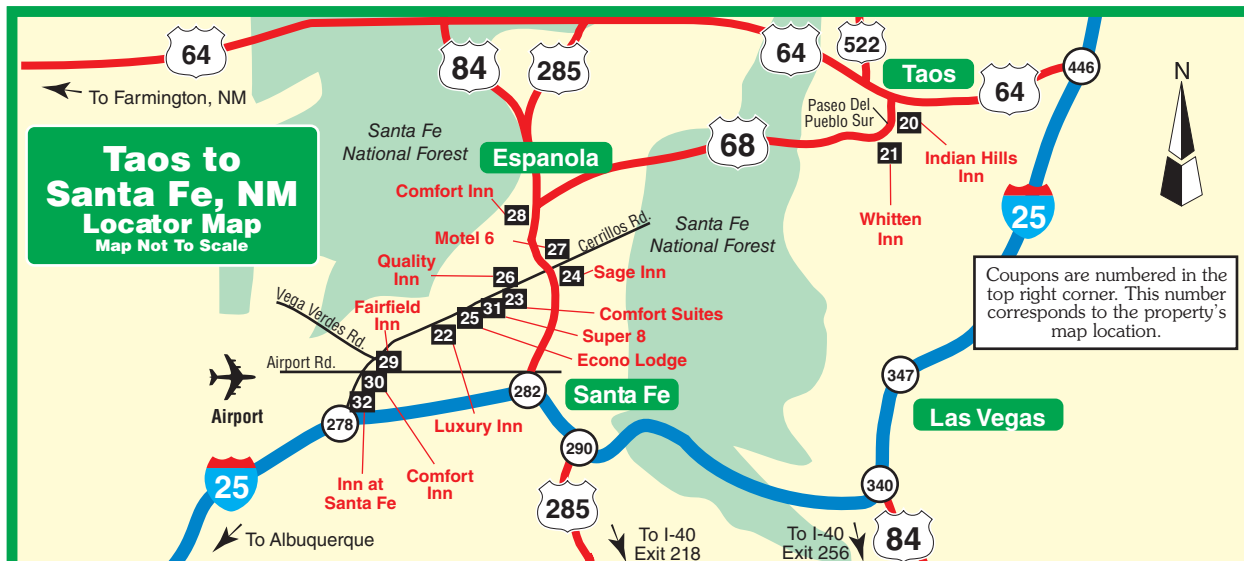 64
84
285
64
522
Taos
64
446
N
To Farmington, NM
Paseo Del
Pueblo Sur
20
Indian Hills
Inn
21
Whitten
Inn
Taos to
Santa Fe, NM
Locator Map
Map Not To Scale
Santa Fe
National Forest
Espanola
68
25
Comfort Inn
28
Cerrillos Rd.
Santa Fe
National Forest
Motel 6
27
Quality
Inn
26
24
Sage Inn
Coupons are numbered in the
top right corner. This number
corresponds to the property's
map location.
Vega Verdes Rd.
Fairfield
Inn
23
31
25
22
Comfort Suites
Super 8
Econo Lodge
Airport Rd.
29
30
32
Airport
278
282
Santa Fe
347
Las Vegas
Luxury Inn
290
Inn at
Santa Fe
Comfort
Inn
25
285
340
84
To Albuquerque
To I-40
Exit 218
To I-40
Exit 256